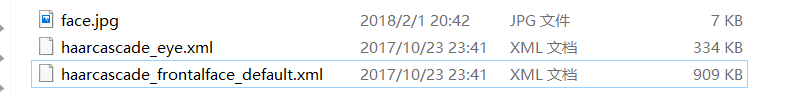 face.jpg 2018/2/1 20:42 JPG 文件 7 KB
haarcascade_eye.xml 2017/10/23 23:41 XML 文档 334 KB
haarcascade_frontalface_default.xml 2017/10/23 23:41 XML 文档 909 KB